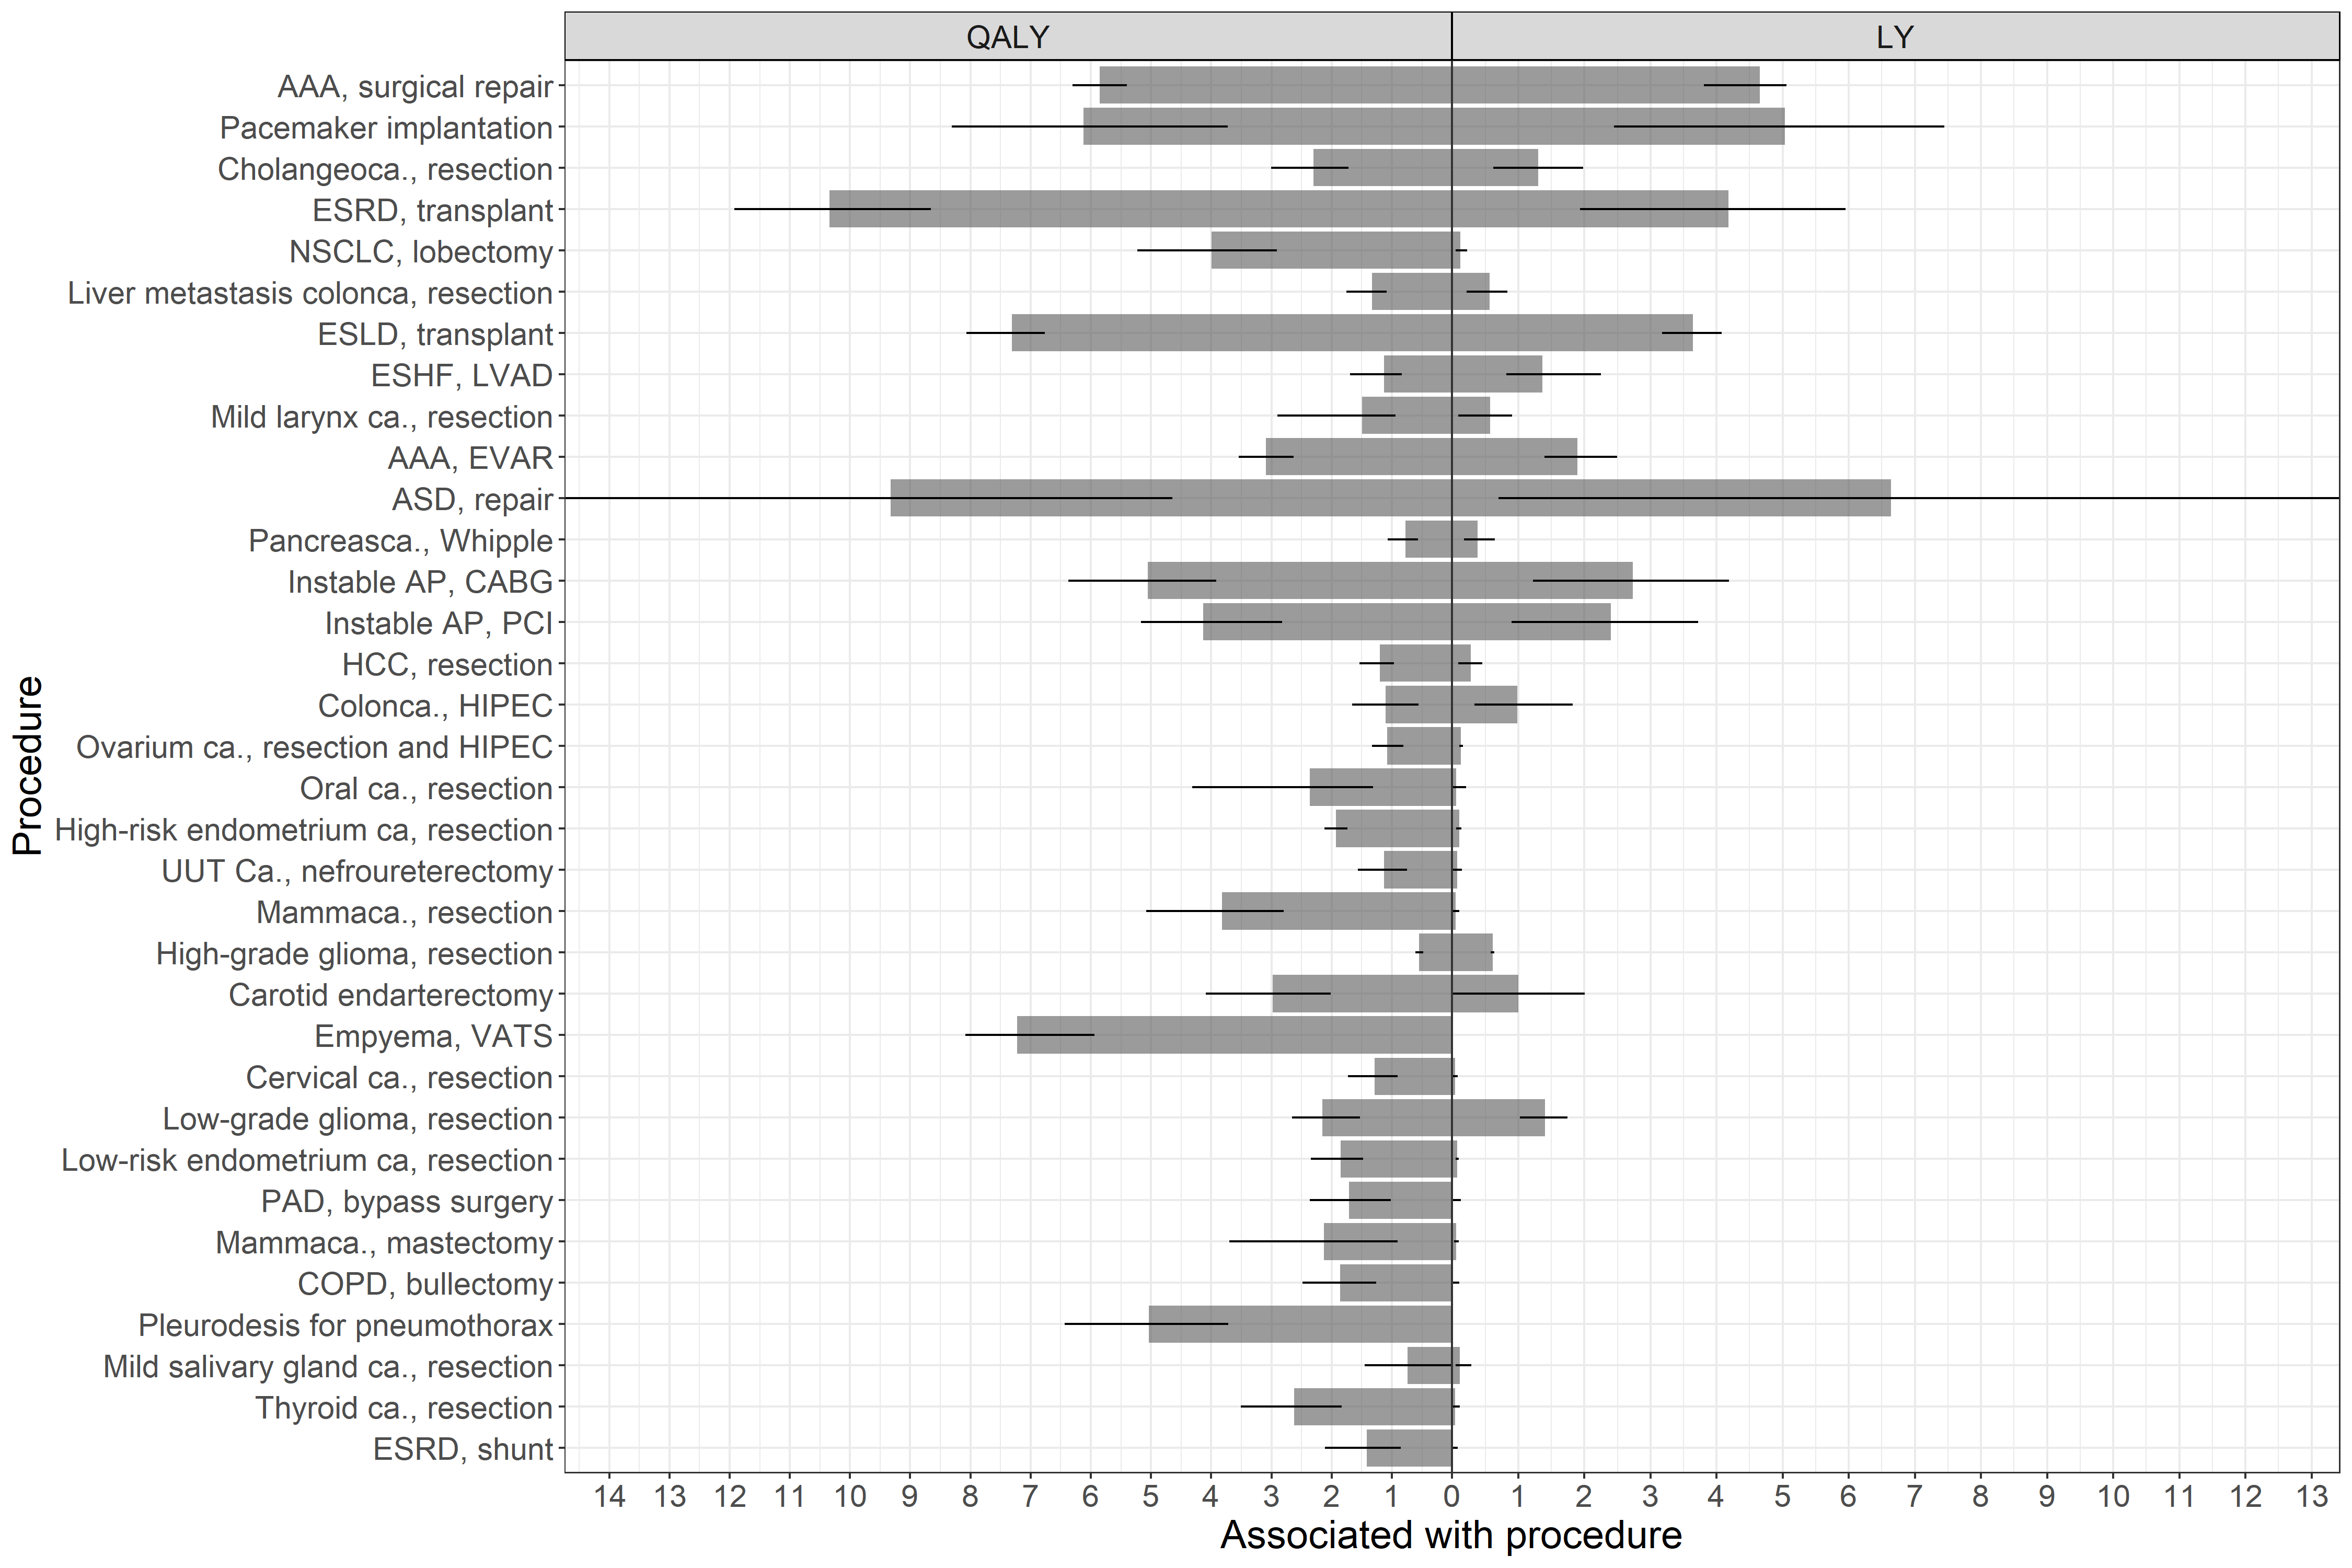 QALY LY
AAA, surgical repair
Pacemaker implantation
Cholangeoca., resection
ESRD, transplant
NSCLC, lobectomy
Liver metastasis colonca, resection
ESLD, transplant
ESHF, LVAD
Mild larynx ca., resection
AAA, EVAR
ASD, repair
Pancreasca., Whipple
Instable AP, CABG
Instable AP, PCI
HCC, resection
Colonca., HIPEC
Ovarium ca., resection and HIPEC
Oral ca., resection
High-risk endometrium ca, resection
UUT Ca., nefroureterectomy
Mammaca., resection
High-grade glioma, resection
Carotid endarterectomy
Empyema, VATS
Cervical ca., resection
Low-grade glioma, resection
Low-risk endometrium ca, resection
PAD, bypass surgery
Mammaca., mastectomy
COPD, bullectomy
Pleurodesis for pneumothorax
Mild salivary gland ca., resection
Thyroid ca., resection
ESRD, shunt
Procedure
14 13 12 11 10 9 8 7 6 5 4 3 2 1 0 1 2 3 4 5 6 7 8 9 10 11 12 13
Associated with procedure